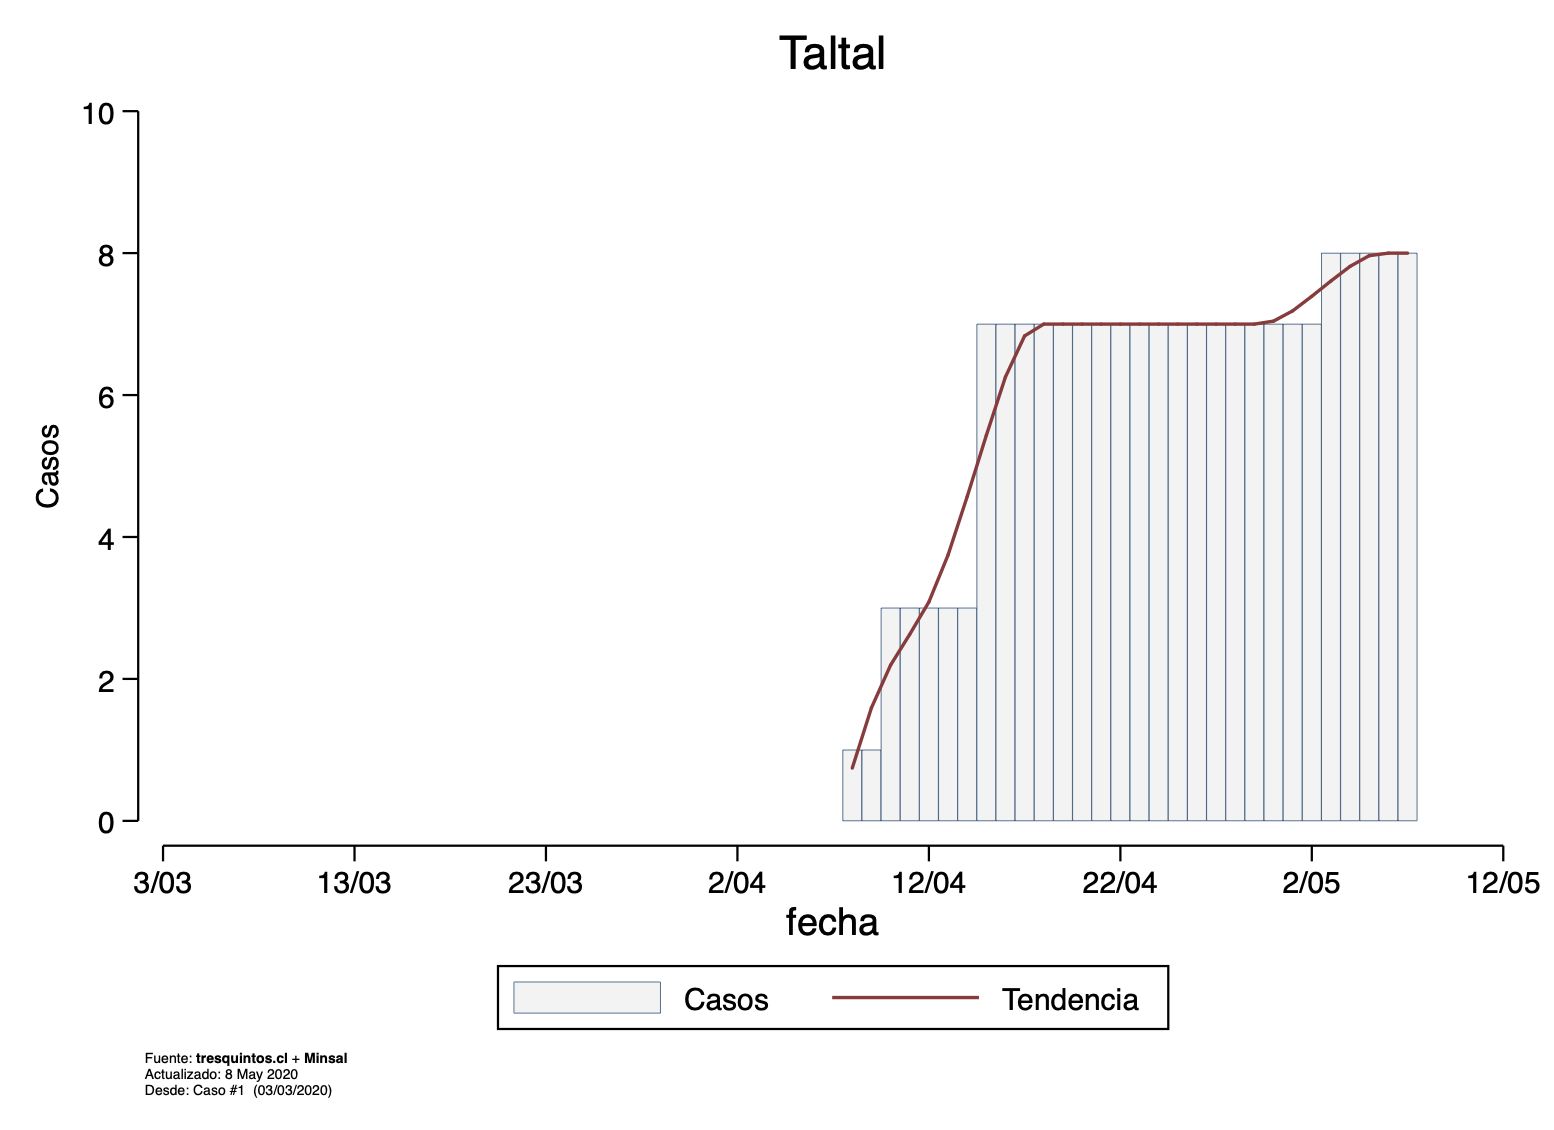 Taltal
10
8
6
4
2
0
Casos
3/03 13/03 23/03 2/04 12/04 22/04 2/05 12/05
fecha
Casos Tendencia
Fuente: tresquintos.cl + Minsal
Actualizado: 8 May 2020
Desde: Caso #1 (03/03/2020)